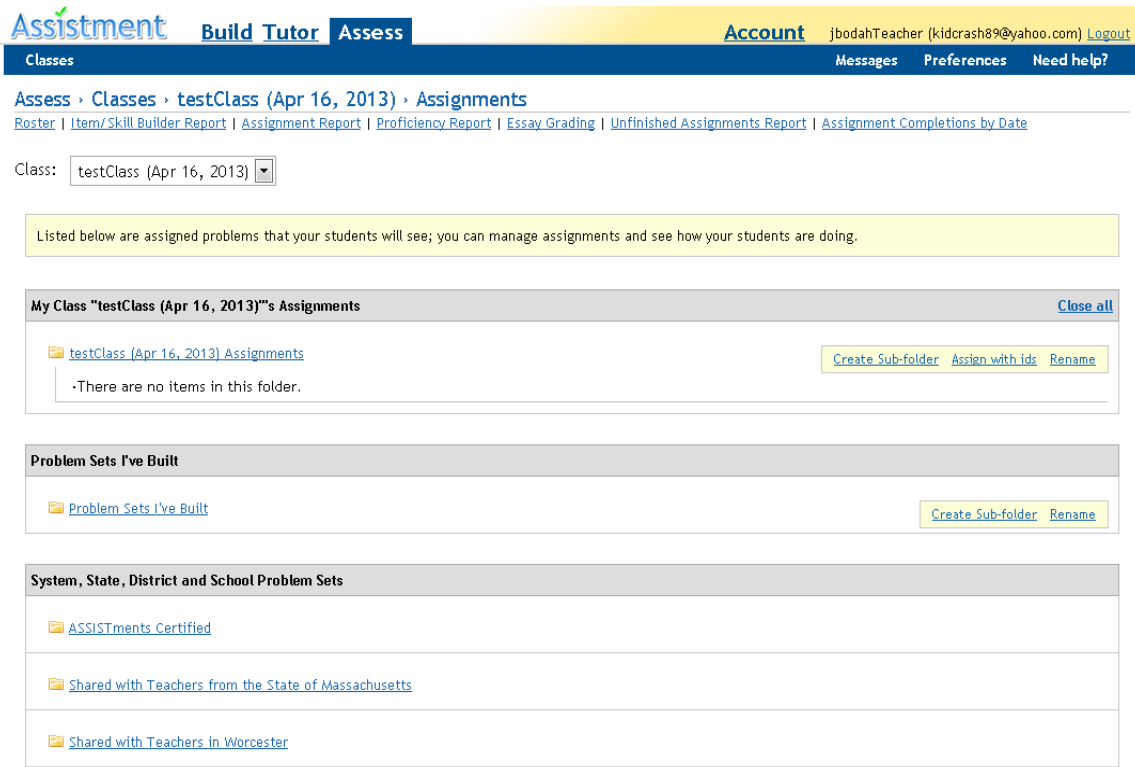 Assistment Build Tutor Assess Account jbodahTeacher (kidcrash89@yahoo.com) Logout
Classes Messages Preferences Need help?
Assess › Classes › testClass (Apr 16, 2013) › Assignments
Roster | Item/Skill Builder Report | Assignment Report | Proficiency Report | Essay Grading | Unfinished Assignments Report | Assignment Completions by Date
Class: testClass (Apr 16, 2013)
Listed below are assigned problems that your students will see; you can manage assignments and see how your students are doing.
My Class "testClass (Apr 16, 2013)"'s Assignments Close all
testClass (Apr 16, 2013) Assignments Create Sub-folder Assign with ids Rename
·There are no items in this folder.
Problem Sets I've Built
Problem Sets I've Built Create Sub-folder Rename
System, State, District and School Problem Sets
ASSISTments Certified
Shared with Teachers from the State of Massachusetts
Shared with Teachers in Worcester